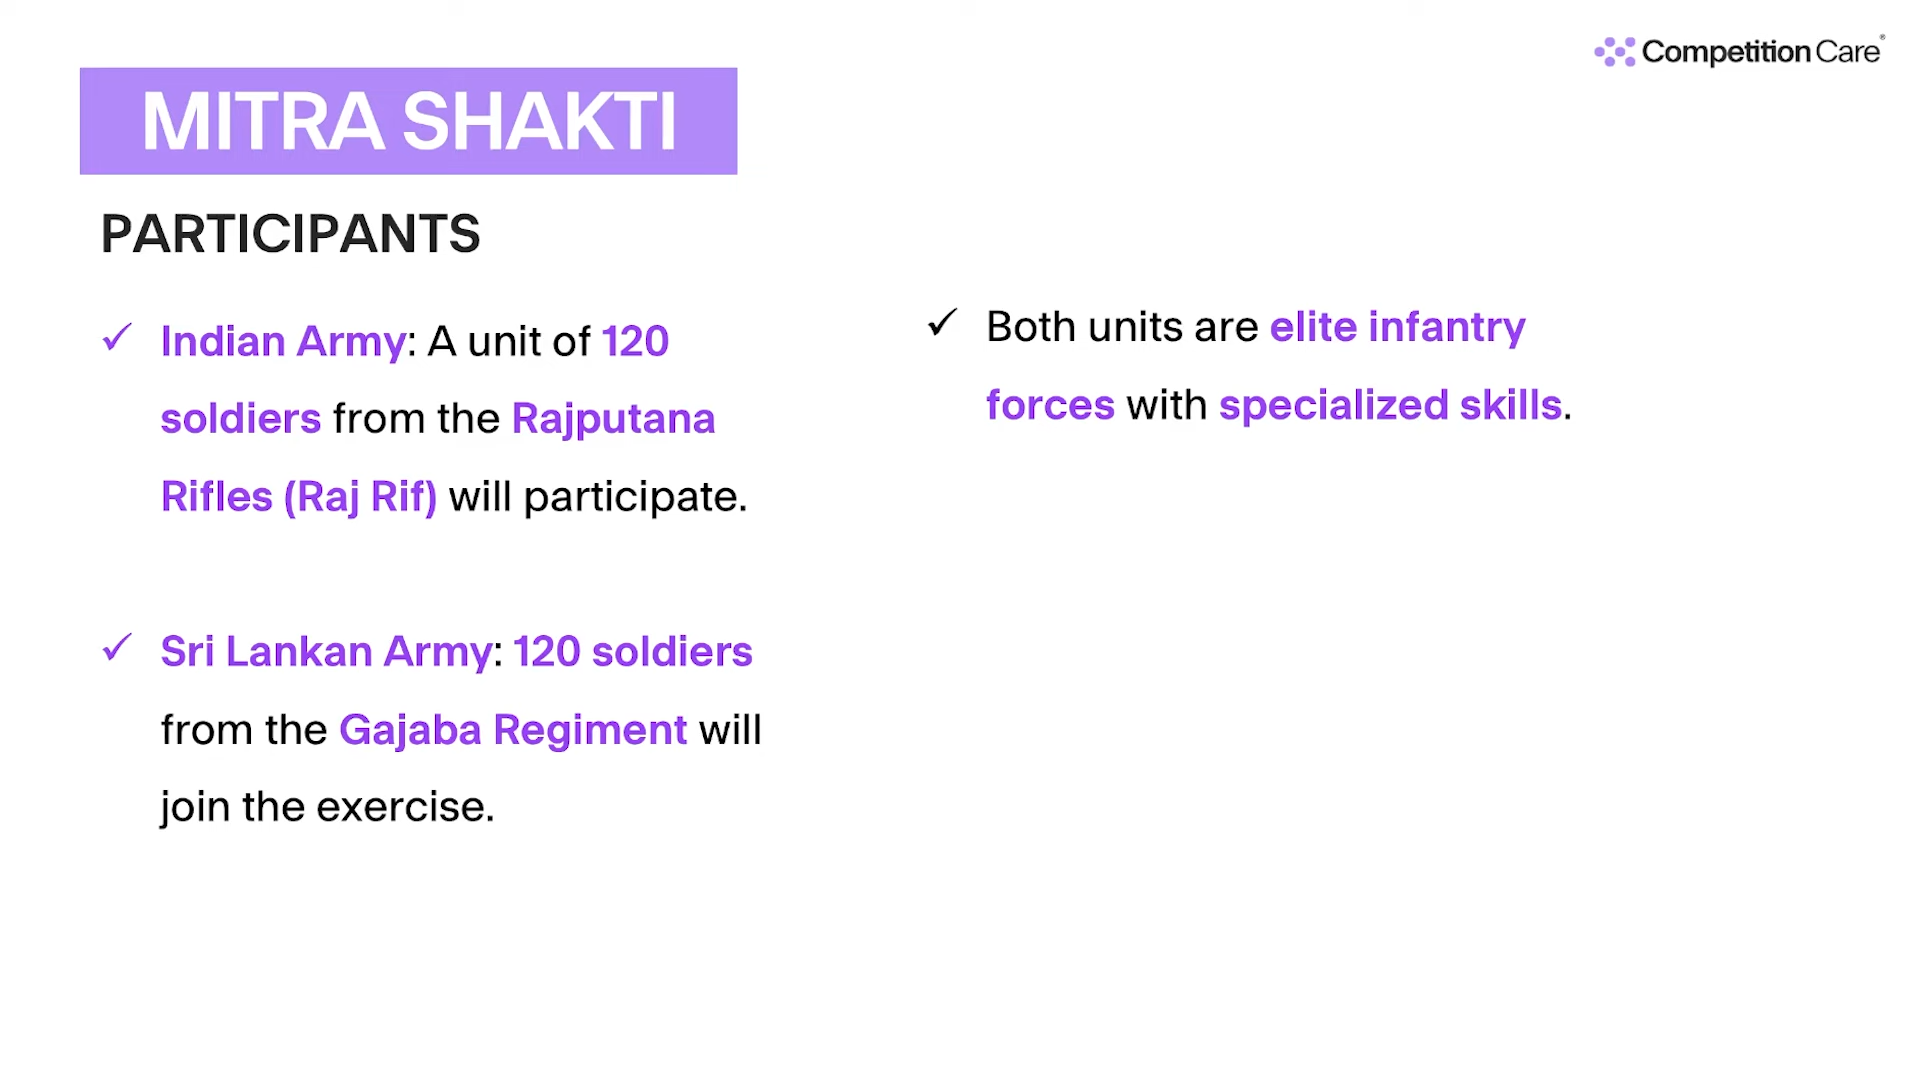 Competition Care®
MITRA SHAKTI
PARTICIPANTS
✓ Indian Army: A unit of 120
soldiers from the Rajputana
Rifles (Raj Rif) will participate.
✓ Sri Lankan Army: 120 soldiers
from the Gajaba Regiment will
join the exercise.
✓ Both units are elite infantry
forces with specialized skills.